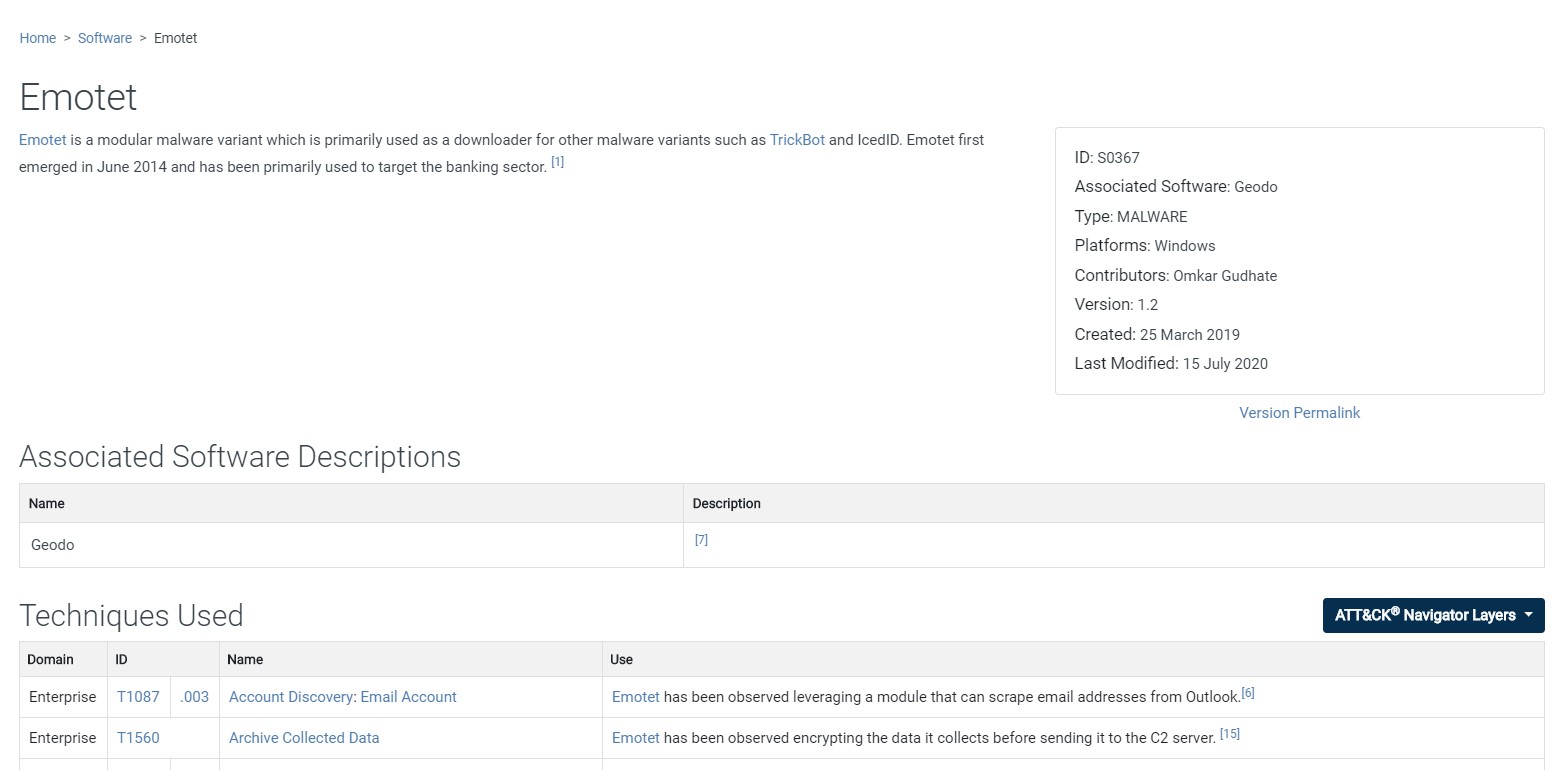 Home > Software > Emotet
Emotet
Emotet is a modular malware variant which is primarily used as a downloader for other malware variants such as TrickBot and IcedID. Emotet first
emerged in June 2014 and has been primarily used to target the banking sector. [1]
ID: S0367
Associated Software: Geodo
Type: MALWARE
Platforms: Windows
Contributors: Omkar Gudhate
Version: 1.2
Created: 25 March 2019
Last Modified: 15 July 2020
Version Permalink
Associated Software Descriptions
Name Description
Geodo [7]
Techniques Used
ATT&CK® Navigator Layers
Domain ID Name Use
Enterprise T1087 .003 Account Discovery: Email Account Emotet has been observed leveraging a module that can scrape email addresses from Outlook.[6]
Enterprise T1560 Archive Collected Data Emotet has been observed encrypting the data it collects before sending it to the C2 server. [15]